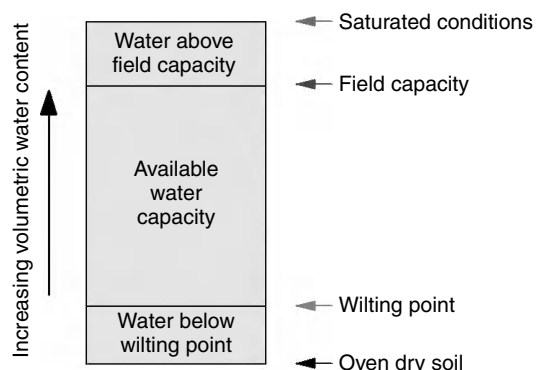 Saturated conditions
Water above
field capacity
Field capacity
Increasing volumetric water content
Available
water
capacity
Wilting point
Water below
wilting point
Oven dry soil